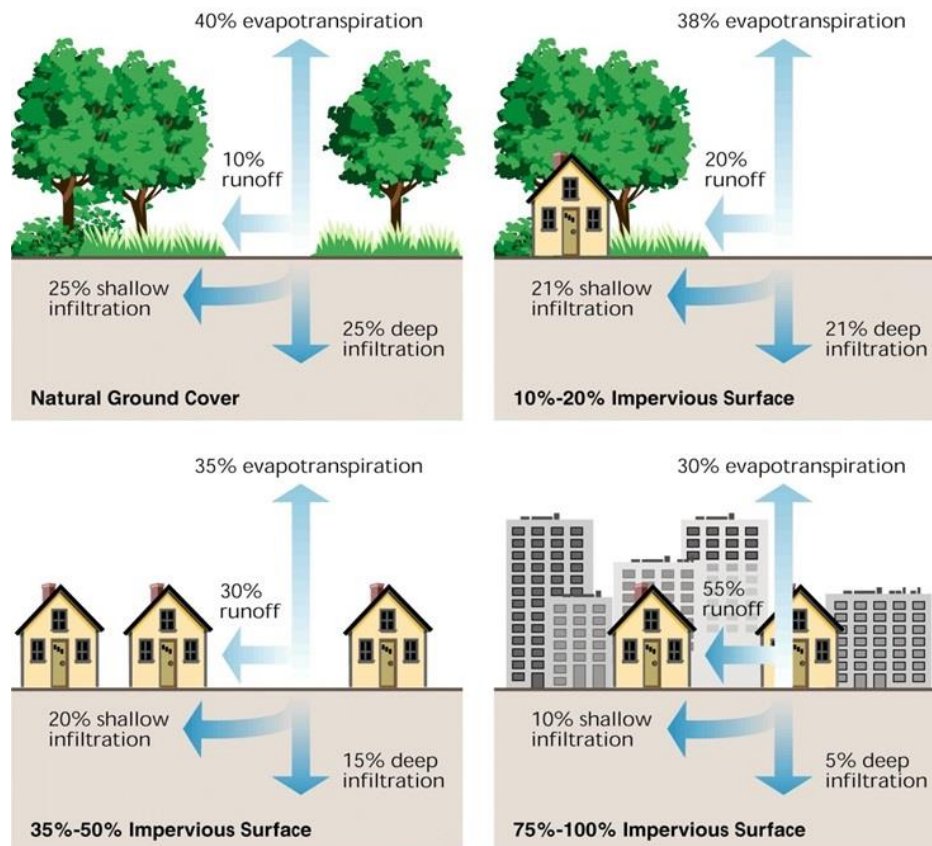 40% evapotranspiration
10%
runoff
25% shallow
infiltration
25% deep
infiltration
Natural Ground Cover
38% evapotranspiration
20%
runoff
21% shallow
infiltration
21% deep
infiltration
10%-20% Impervious Surface
35% evapotranspiration
30%
runoff
20% shallow
infiltration
15% deep
infiltration
35%-50% Impervious Surface
30% evapotranspiration
55%
runoff
10% shallow
infiltration
5% deep
infiltration
75%-100% Impervious Surface